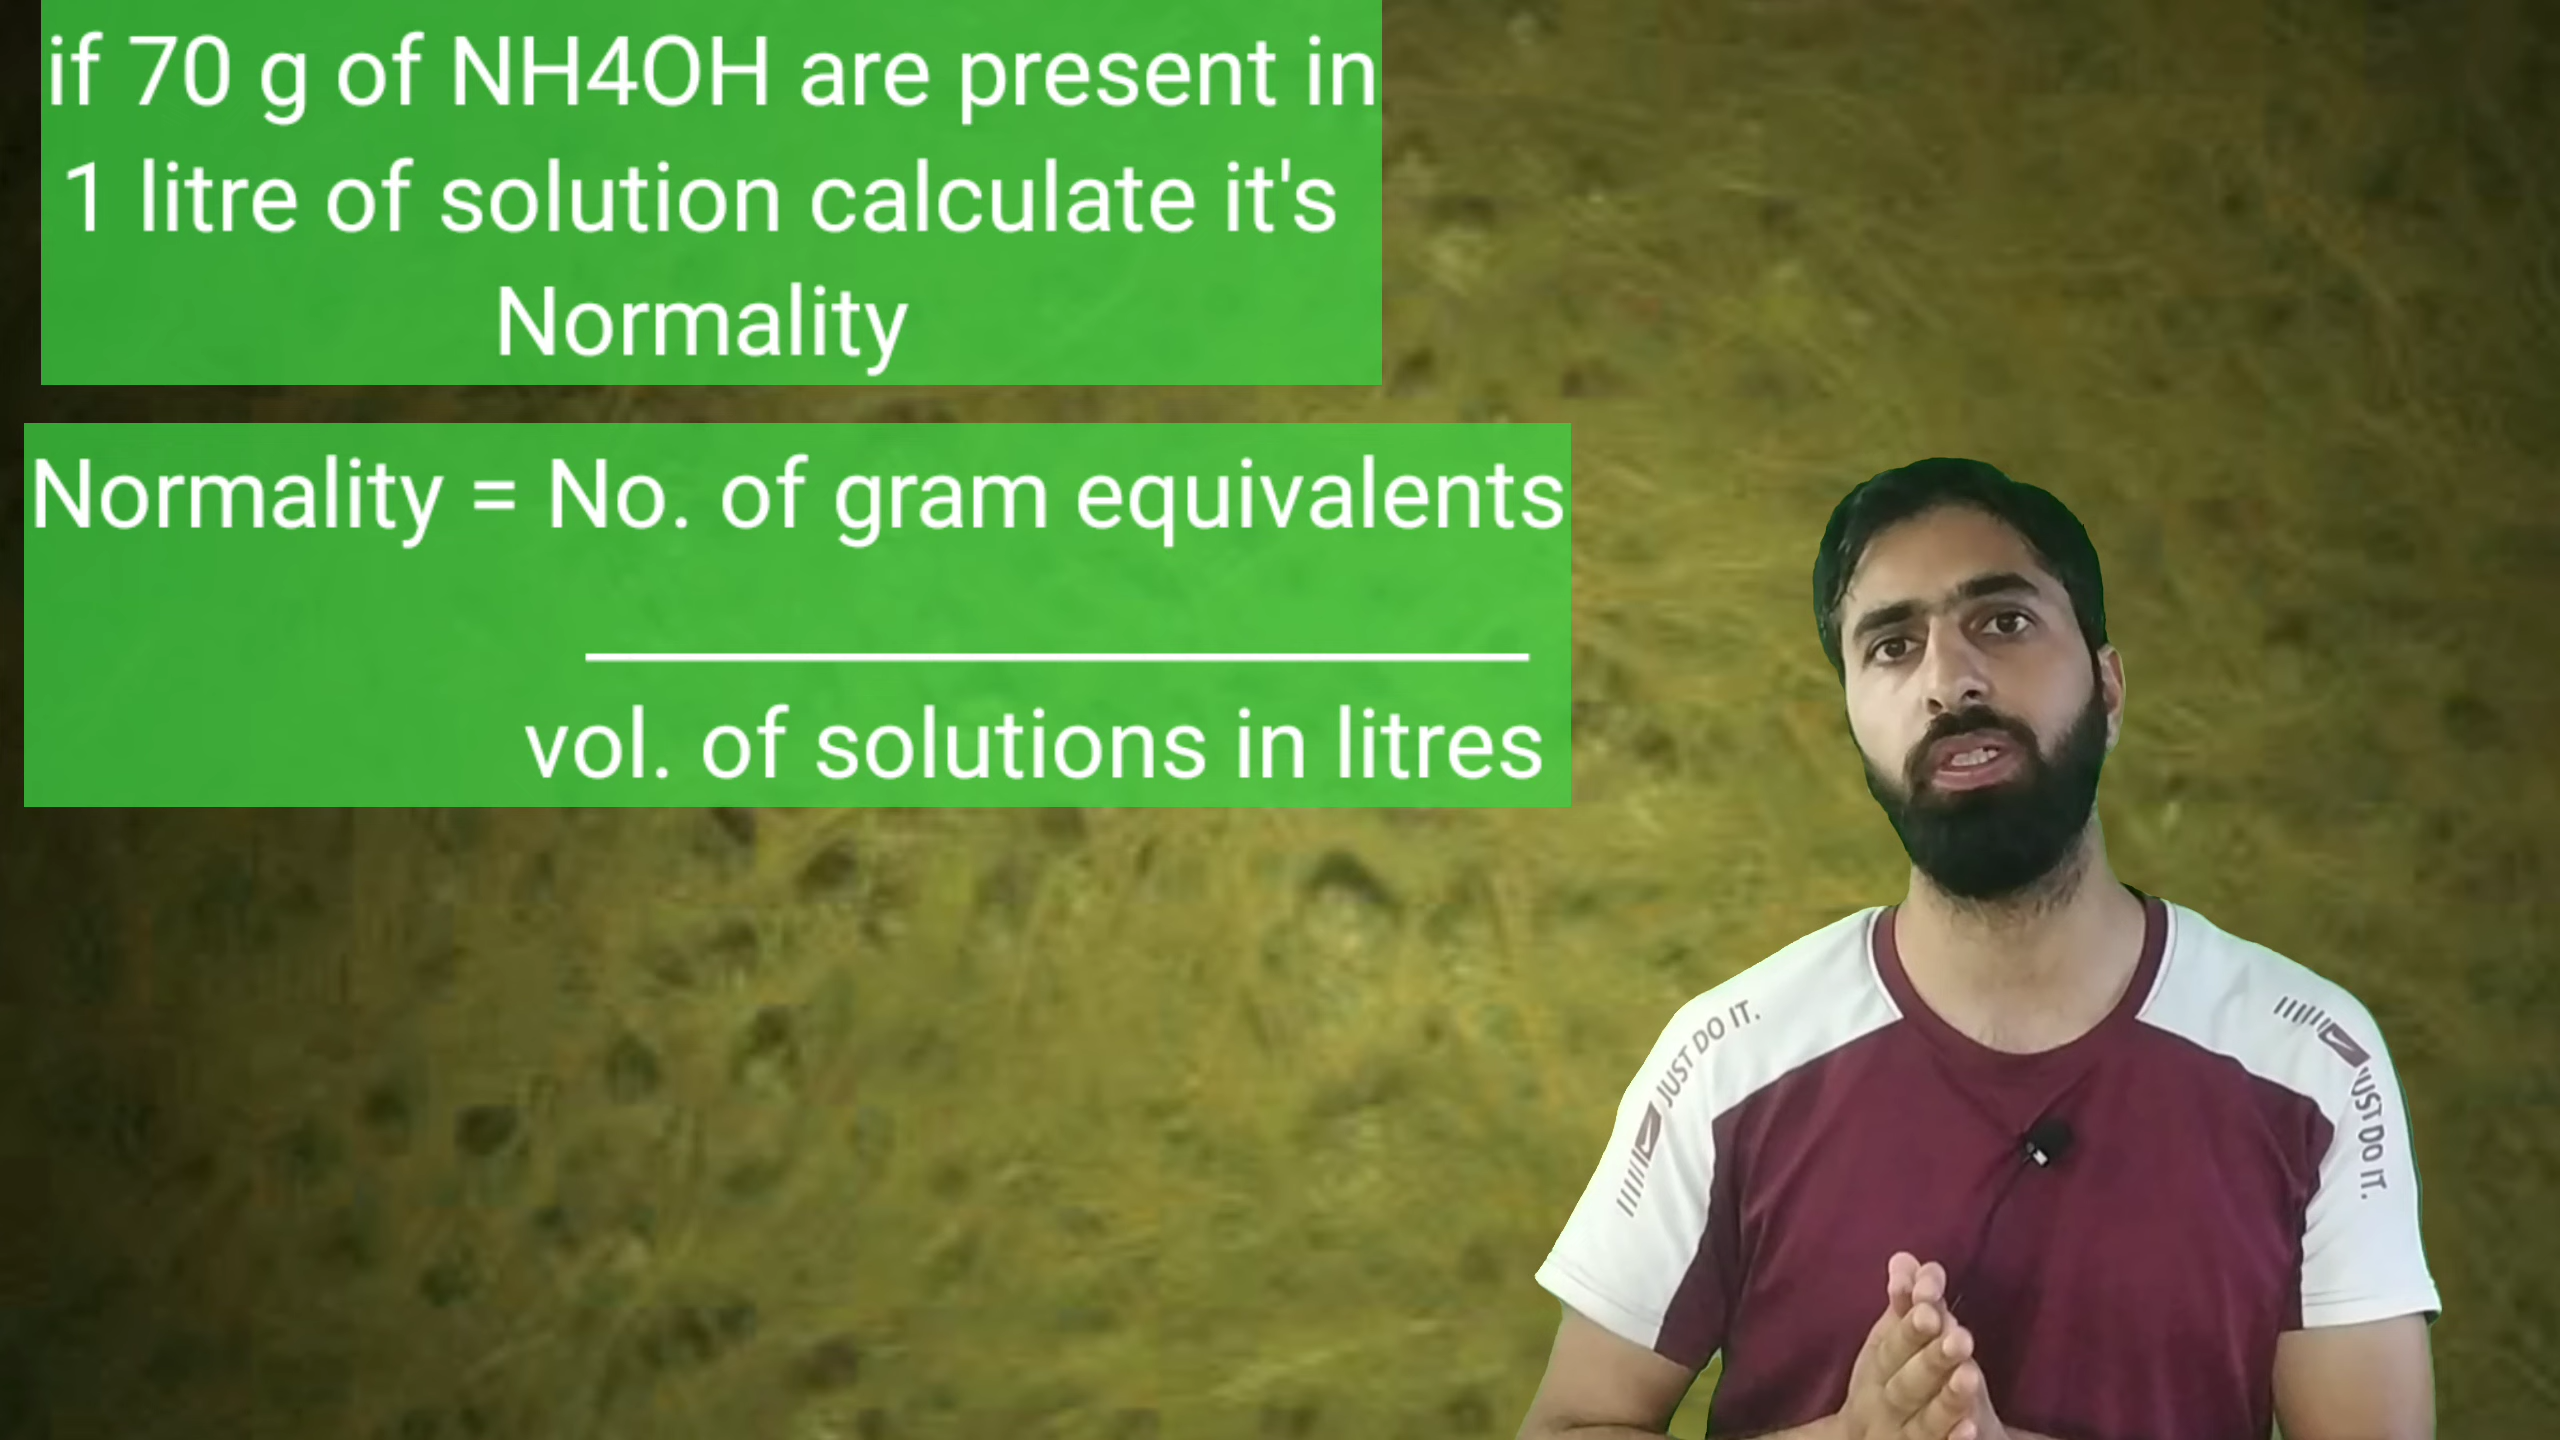 if 70 g of NH4OH are present in
1 litre of solution calculate it's
Normality
Normality = No. of gram equivalents
vol. of solutions in litres
JUST DO IT.
JUST DO IT.